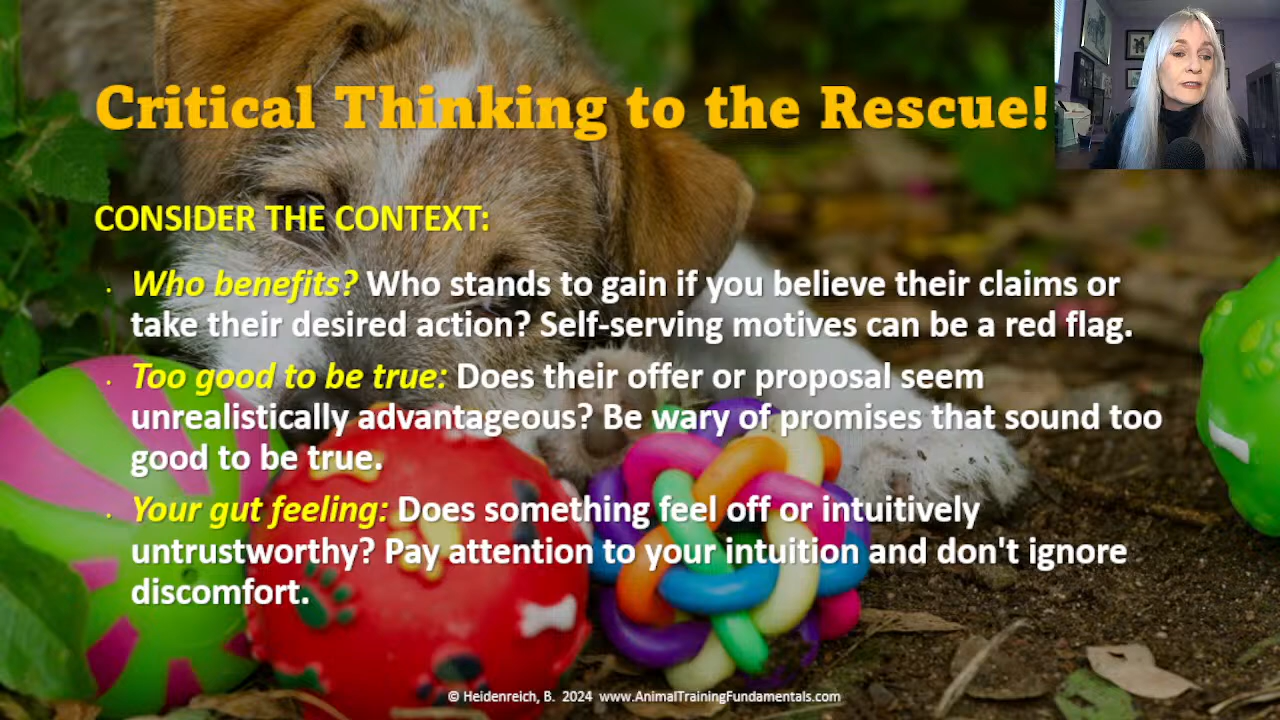 Critical Thinking to the Rescue!
CONSIDER THE CONTEXT:
· Who benefits? Who stands to gain if you believe their claims or
take their desired action? Self-serving motives can be a red flag.
· Too good to be true: Does their offer or proposal seem
unrealistically advantageous? Be wary of promises that sound too
good to be true.
· Your gut feeling: Does something feel off or intuitively
untrustworthy? Pay attention to your intuition and don't ignore
discomfort.
© Heidenreich, B. 2024 www.AnimalTrainingFundamentals.com